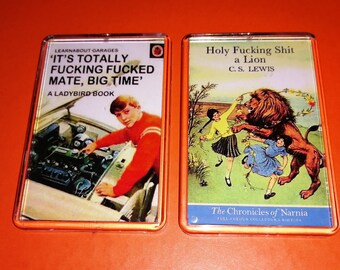 LEARNABOUT GARAGES
'IT'S TOTALLY
FUCKING FUCKED
MATE, BIG TIME'
A LADYBIRD BOOK
Holy Fucking Shit
a Lion
C. S. LEWIS
The Chronicles of Narnia